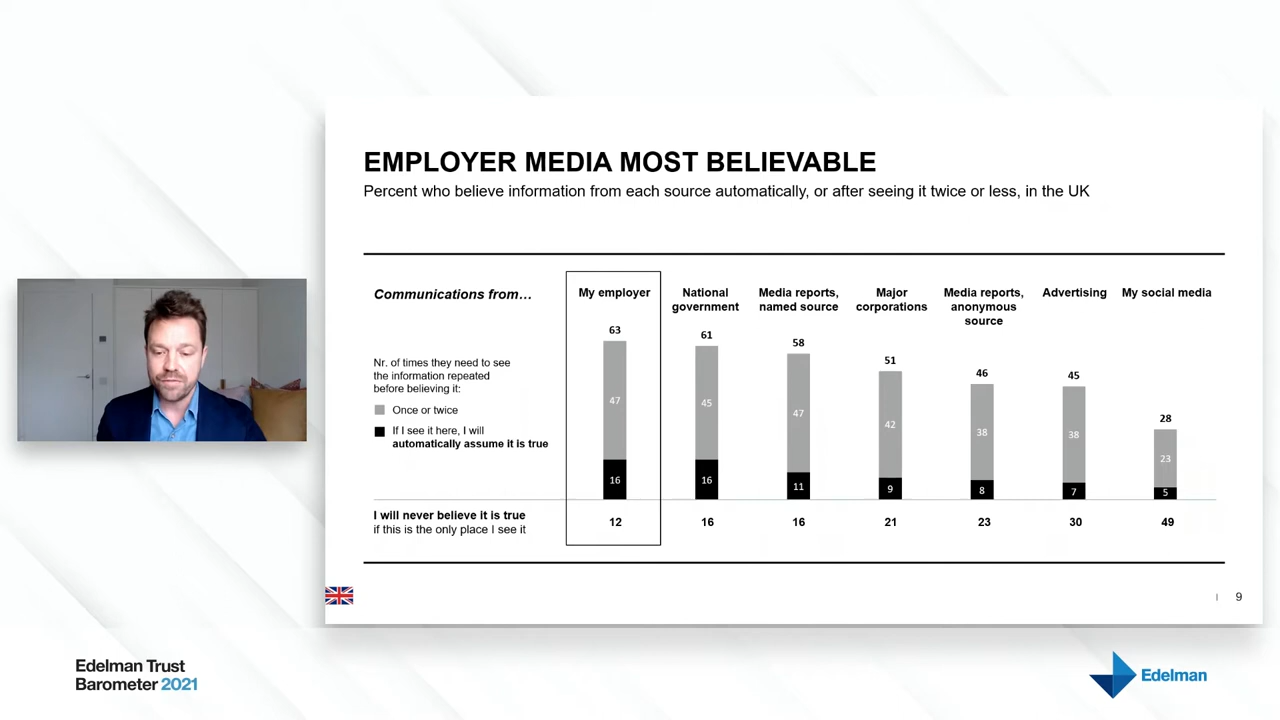 EMPLOYER MEDIA MOST BELIEVABLE
Percent who believe information from each source automatically, or after seeing it twice or less, in the UK
Communications from…
My employer
National
government
Media reports,
named source
Major
corporations
Media reports,
anonymous
source
Advertising
My social media
63
61
58
51
46
45
28
Nr. of times they need to see
the information repeated
before believing it:
Once or twice
If I see it here, I will
automatically assume it is true
47
45
47
42
38
38
23
16
16
11
9
8
7
5
I will never believe it is true
if this is the only place I see it
12
16
16
21
23
30
49
9
Edelman Trust
Barometer 2021
Edelman